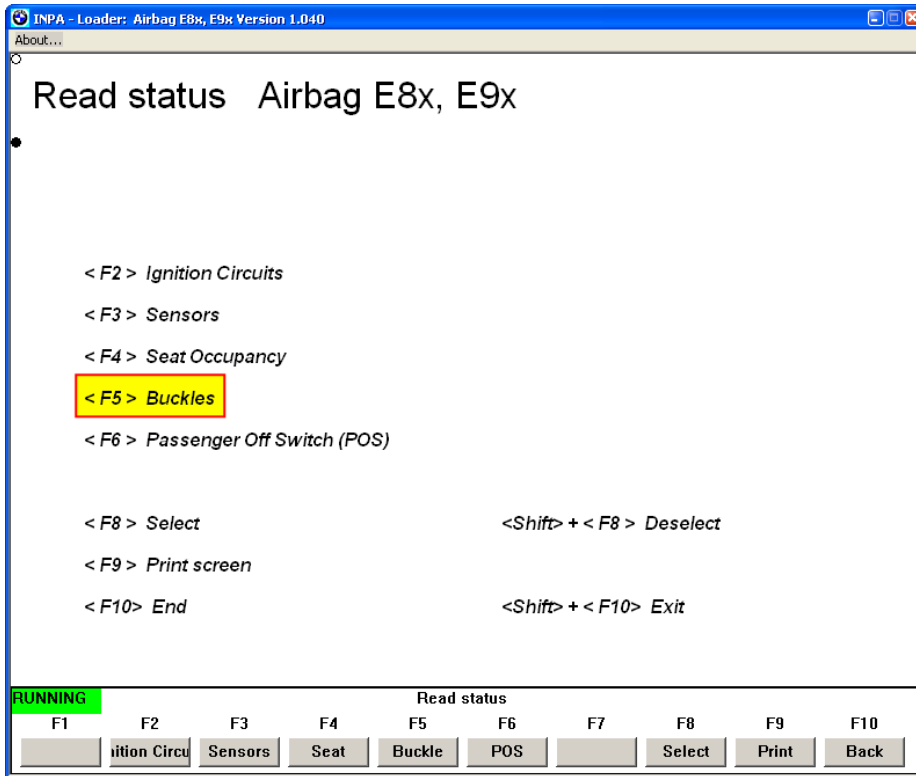 INPA - Loader: Airbag E8x, E9x Version 1.040
About...
Read status Airbag E8x, E9x
< F2 > Ignition Circuits
< F3 > Sensors
< F4 > Seat Occupancy
< F5 > Buckles
< F6 > Passenger Off Switch (POS)
< F8 > Select <Shift> + < F8 > Deselect
< F9 > Print screen
< F10> End <Shift> + < F10> Exit
RUNNING Read status
F1 F2 F3 F4 F5 F6 F7 F8 F9 F10
ition Circu Sensors Seat Buckle POS Select Print Back